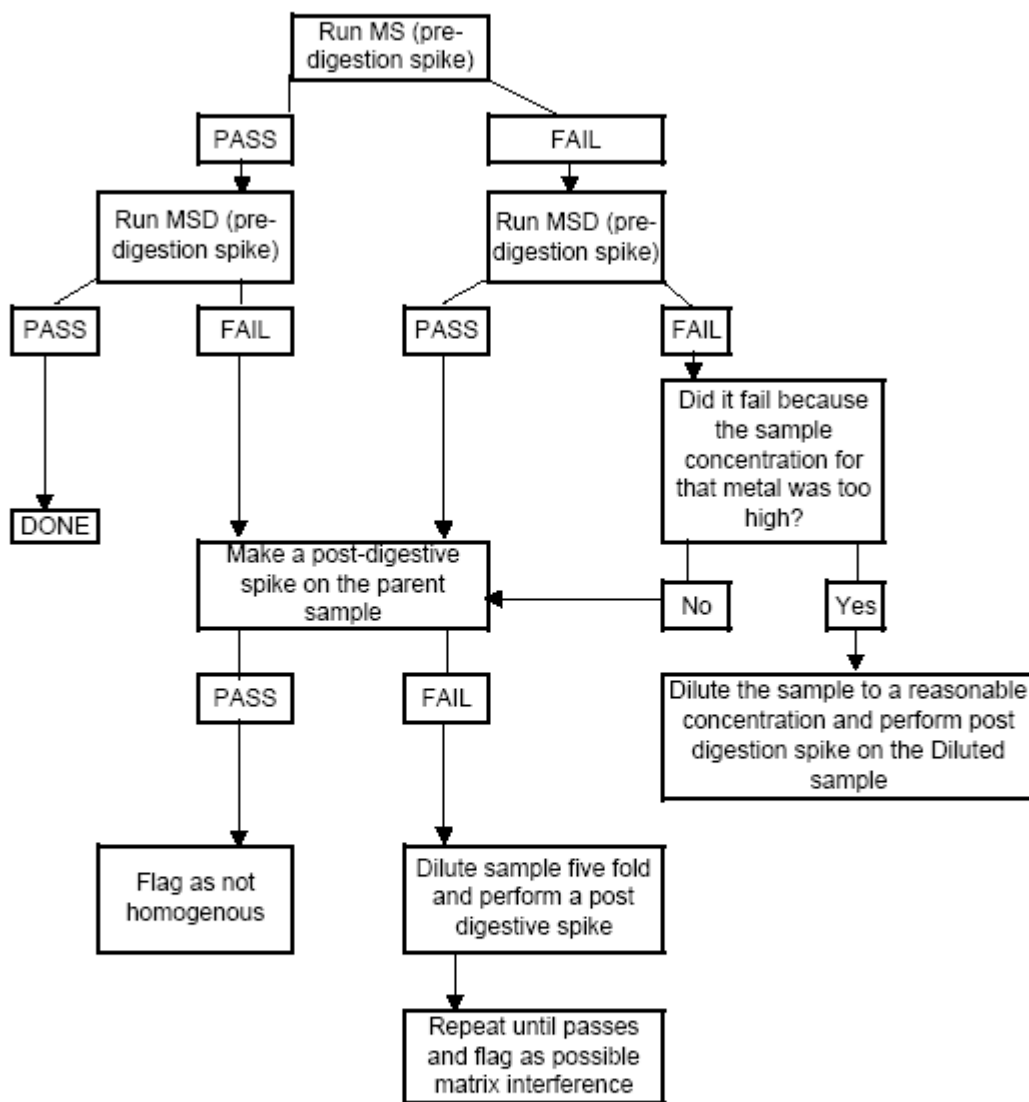 Run MS (pre-
digestion spike)
PASS
FAIL
Run MSD (pre-
digestion spike)
Run MSD (pre-
digestion spike)
PASS
FAIL
PASS
FAIL
Did it fail because
the sample
concentration for
that metal was too
high?
DONE
Make a post-digestive
spike on the parent
sample
No
Yes
PASS
FAIL
Dilute the sample to a reasonable
concentration and perform post
digestion spike on the Diluted
sample
Flag as not
homogenous
Dilute sample five fold
and perform a post
digestive spike
Repeat until passes
and flag as possible
matrix interference